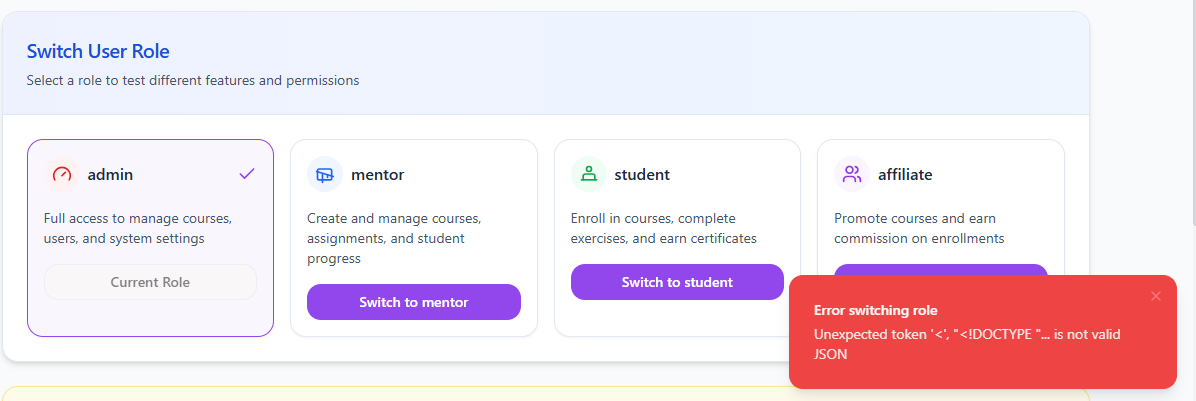 Switch User Role
Select a role to test different features and permissions
admin
Full access to manage courses,
users, and system settings
Current Role
mentor
Create and manage courses,
assignments, and student
progress
Switch to mentor
student
Enroll in courses, complete
exercises, and earn certificates
Switch to student
affiliate
Promote courses and earn
commission on enrollments
Error switching role
Unexpected token '<', "<!DOCTYPE "... is not valid
JSON